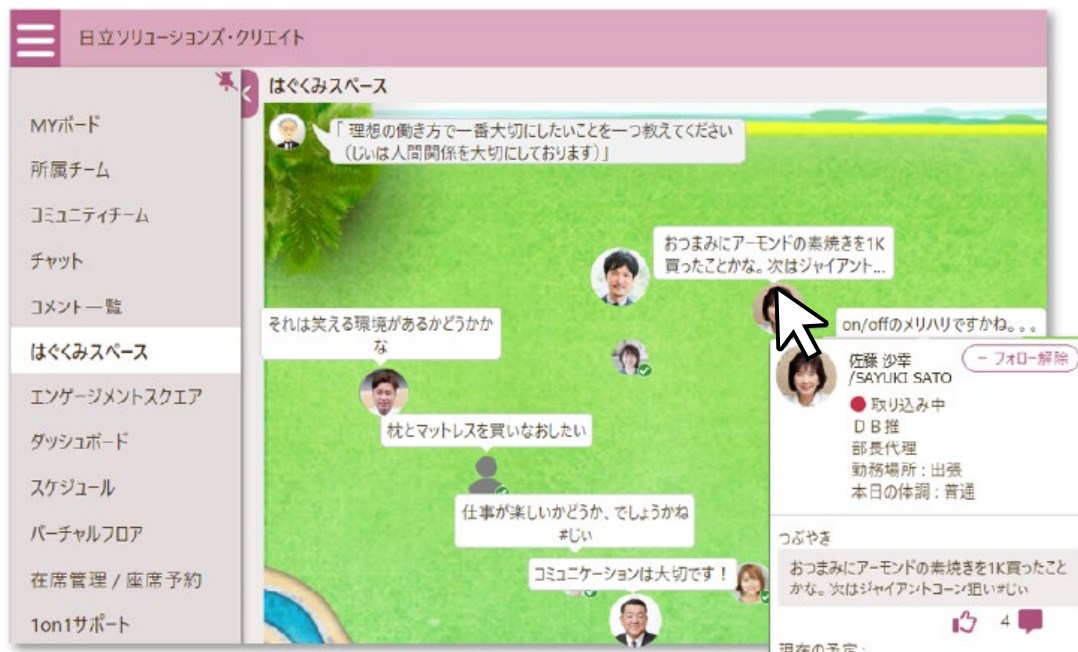 日立ソリューションズ・クリエイト
はぐくみスペース
MYボード
所属チーム
コミュニティチーム
チャット
コメント一覧
はぐくみスペース
エンゲージメントスクエア
ダッシュボード
スケジュール
バーチャルフロア
在席管理 / 座席予約
1on1サポート
「 理想の働き方で一番大切にしたいことを一つ教えてください
(じいは人間関係を大切にしております)」
おつまみにアーモンドの素焼きを1K
買ったことかな。次はジャイアント...
それは笑える環境があるかどうかか
な
on/offのメリハリですかね。。。
枕とマットレスを買いなおしたい
仕事が楽しいかどうか、でしょうかね
#じい
コミュニケーションは大切です！
佐藤 沙幸
/SAYUKI SATO
− フォロー解除
取り込み中
ＤＢ推
部長代理
勤務場所 : 出張
本日の体調 : 普通
つぶやき
おつまみにアーモンドの素焼きを1K買ったこと
かな。次はジャイアントコーン狙い#じい
4
現在の予定 :